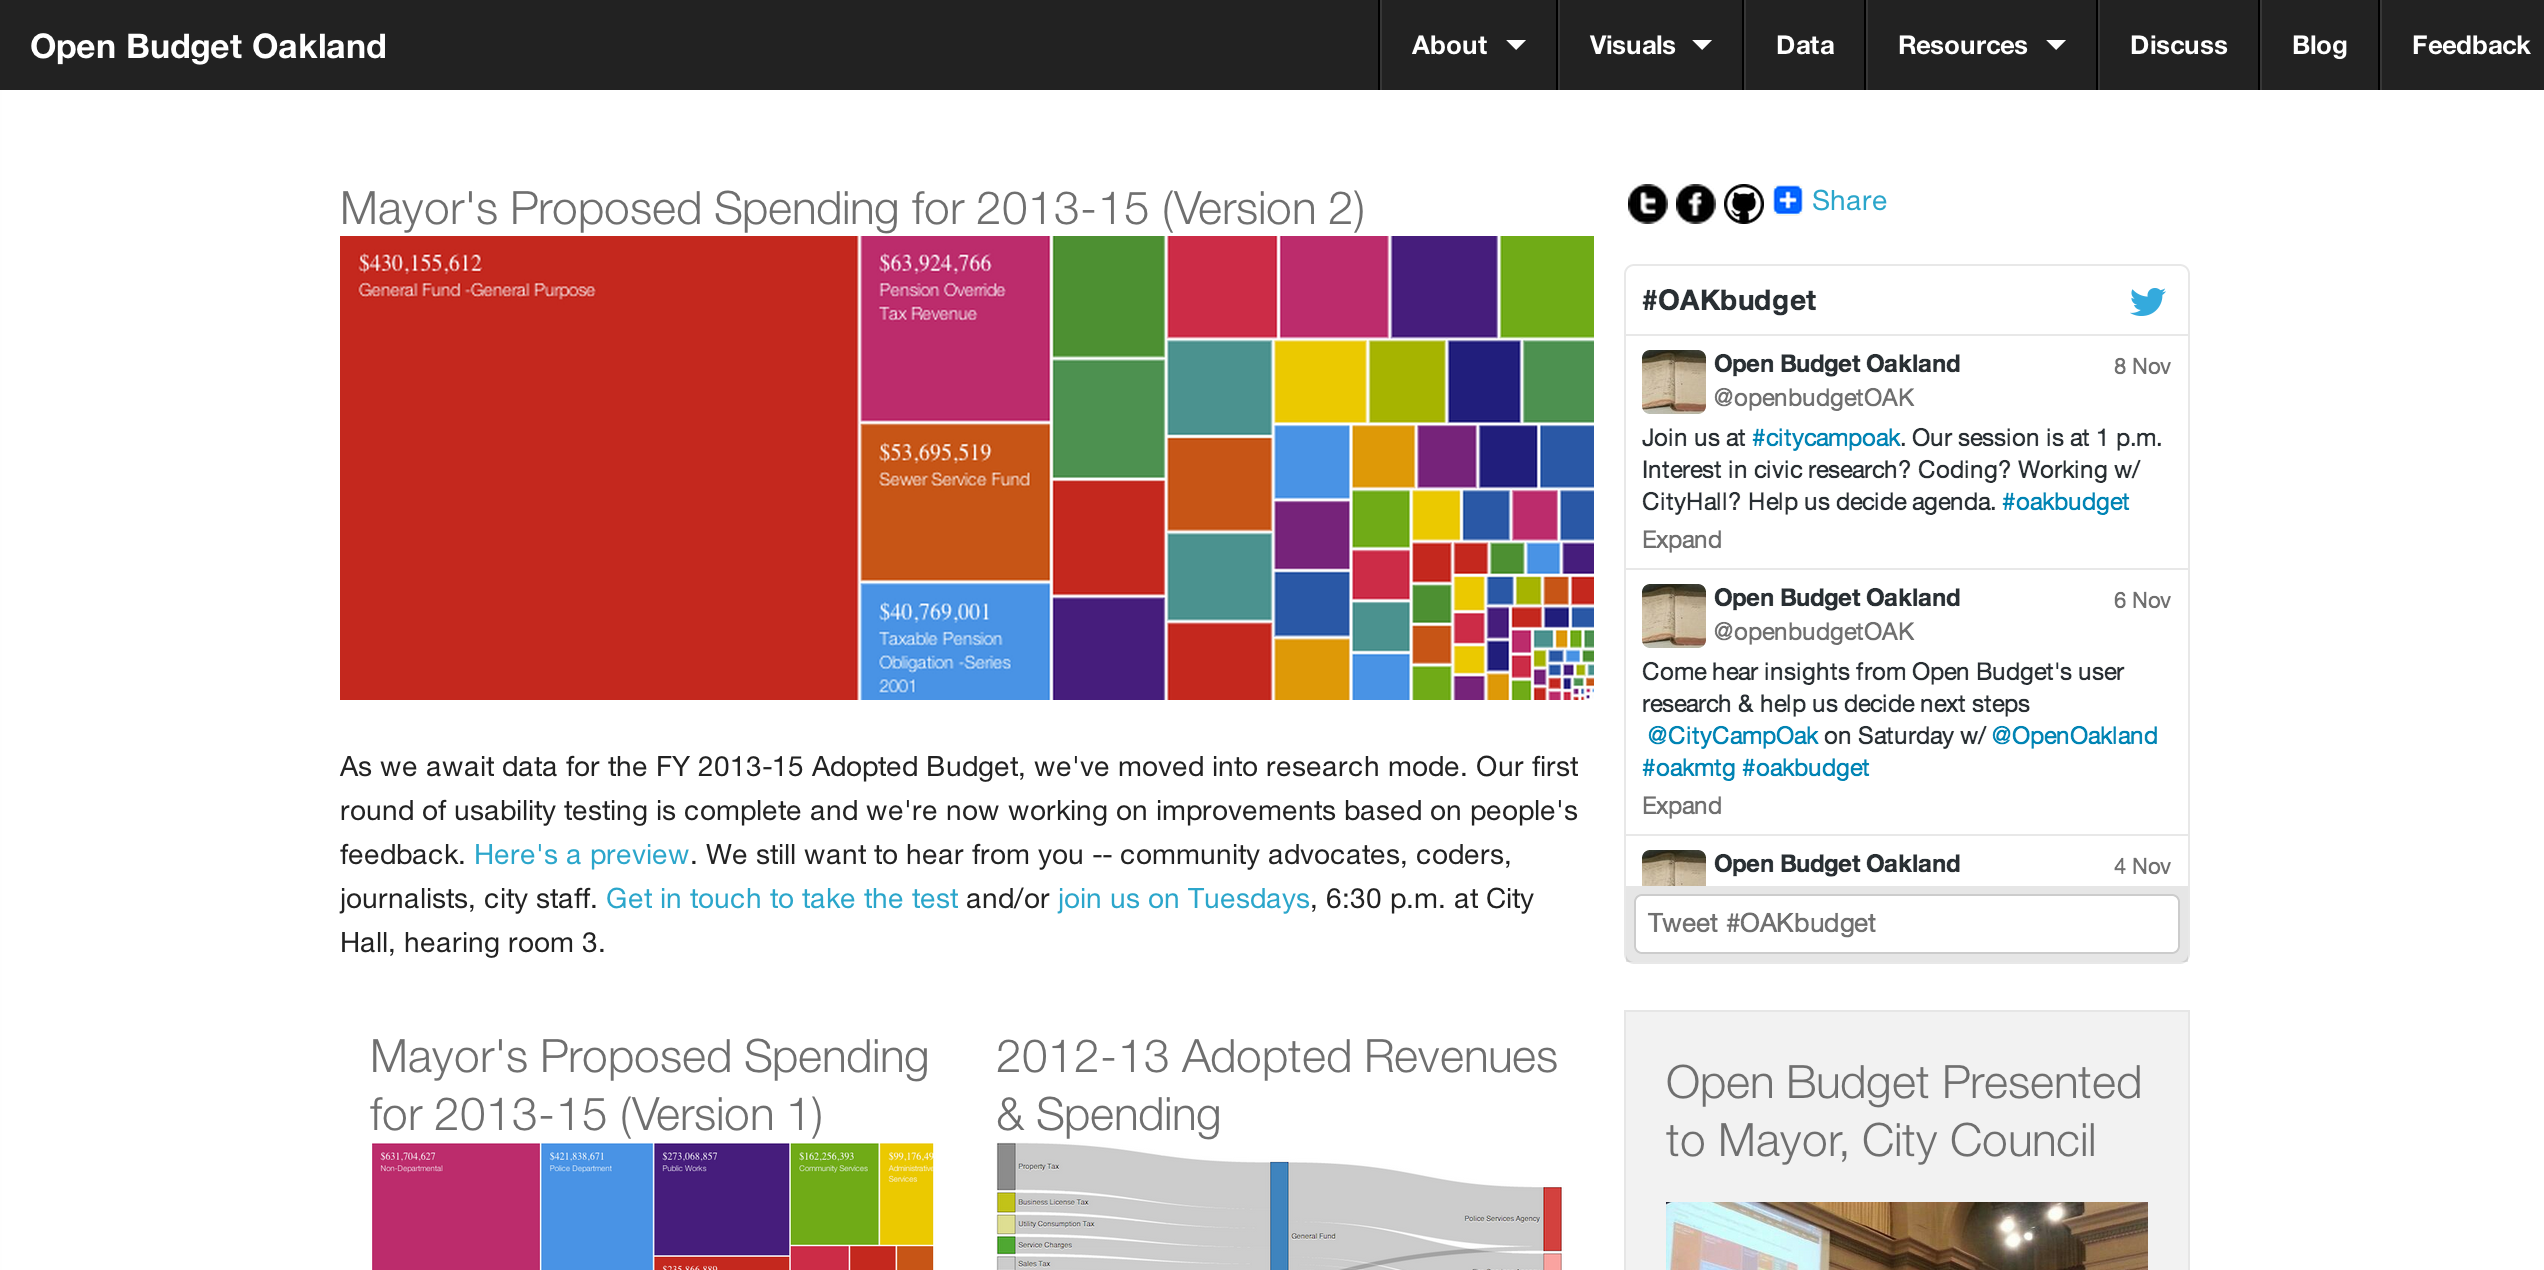 Open Budget Oakland
About
Visuals
Data
Resources
Discuss
Blog
Feedback
Mayor's Proposed Spending for 2013-15 (Version 2)
$430,155,612
General Fund -General Purpose
$63,924,766
Pension Override
Tax Revenue
$53,695,519
Sewer Service Fund
$40,769,001
Taxable Pension
Obligation -Series
2001
As we await data for the FY 2013-15 Adopted Budget, we've moved into research mode. Our first
round of usability testing is complete and we're now working on improvements based on people's
feedback. Here's a preview. We still want to hear from you -- community advocates, coders,
journalists, city staff. Get in touch to take the test and/or join us on Tuesdays, 6:30 p.m. at City
Hall, hearing room 3.
Mayor's Proposed Spending
for 2013-15 (Version 1)
$631,704,627
Non-Departmental
$421,838,671
Police Department
$273,068,857
Public Works
$162,256,393
Community Services
$99,176,49
Administrative
Services
$235,866,889
2012-13 Adopted Revenues
& Spending
Property Tax
Business License Tax
Utility Consumption Tax
Service Charges
Sales Tax
General Fund
Police Services Agency
Share
#OAKbudget
Open Budget Oakland
8 Nov
@openbudgetOAK
Join us at #citycampoak. Our session is at 1 p.m.
Interest in civic research? Coding? Working w/
CityHall? Help us decide agenda. #oakbudget
Expand
Open Budget Oakland
6 Nov
@openbudgetOAK
Come hear insights from Open Budget's user
research & help us decide next steps
@CityCampOak on Saturday w/ @OpenOakland
#oakmtg #oakbudget
Expand
Open Budget Oakland
4 Nov
Tweet #OAKbudget
Open Budget Presented
to Mayor, City Council